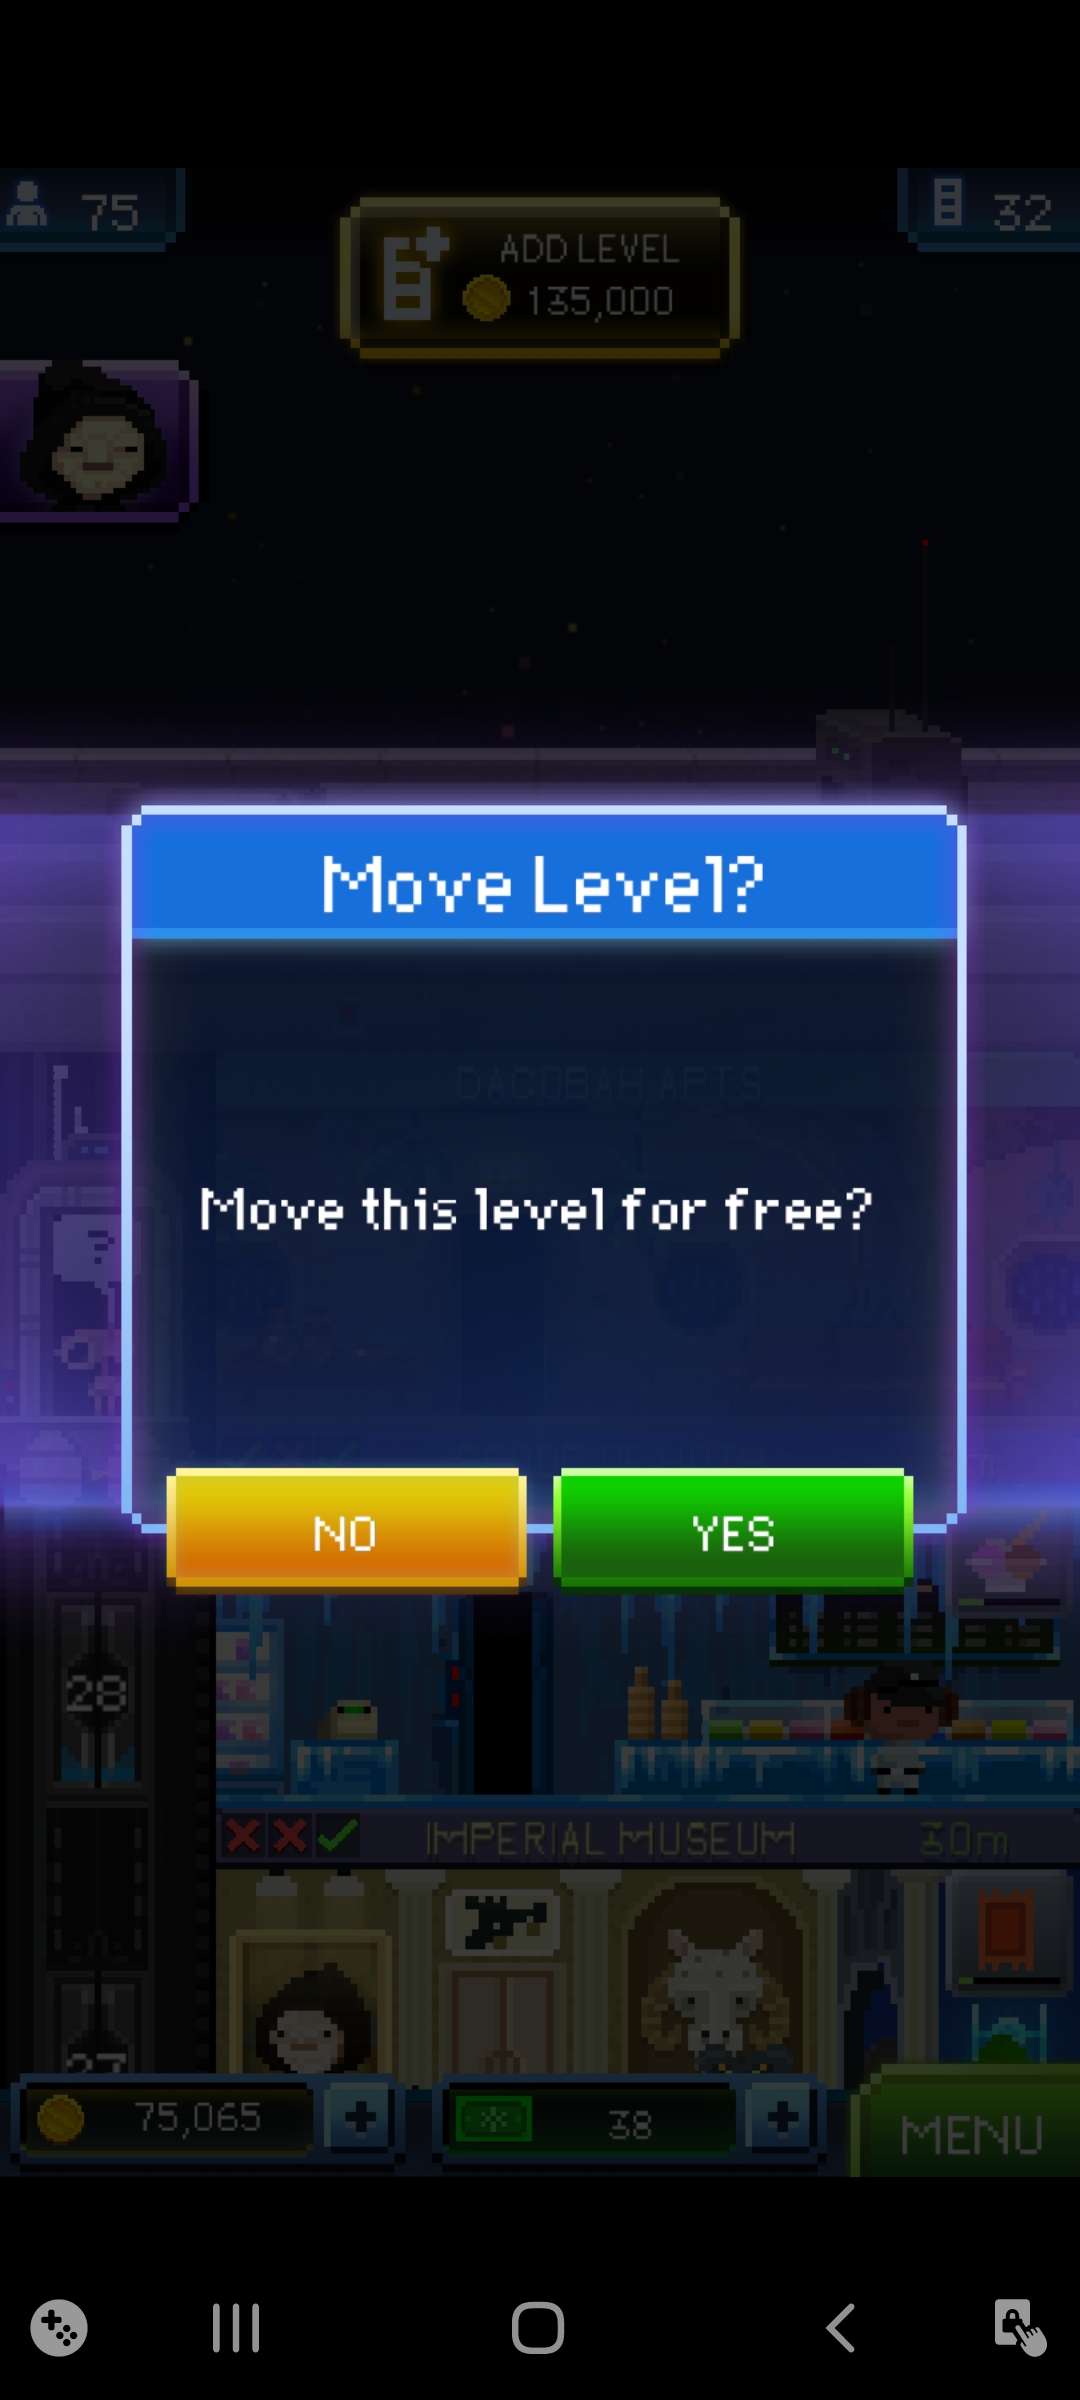 75
32
ADD LEVEL
135,000
Move Level?
DAGOBAH APTS
Move this level for free?
NO
YES
28
IMPERIAL MUSEUM
30m
27
75,065
38
MENU